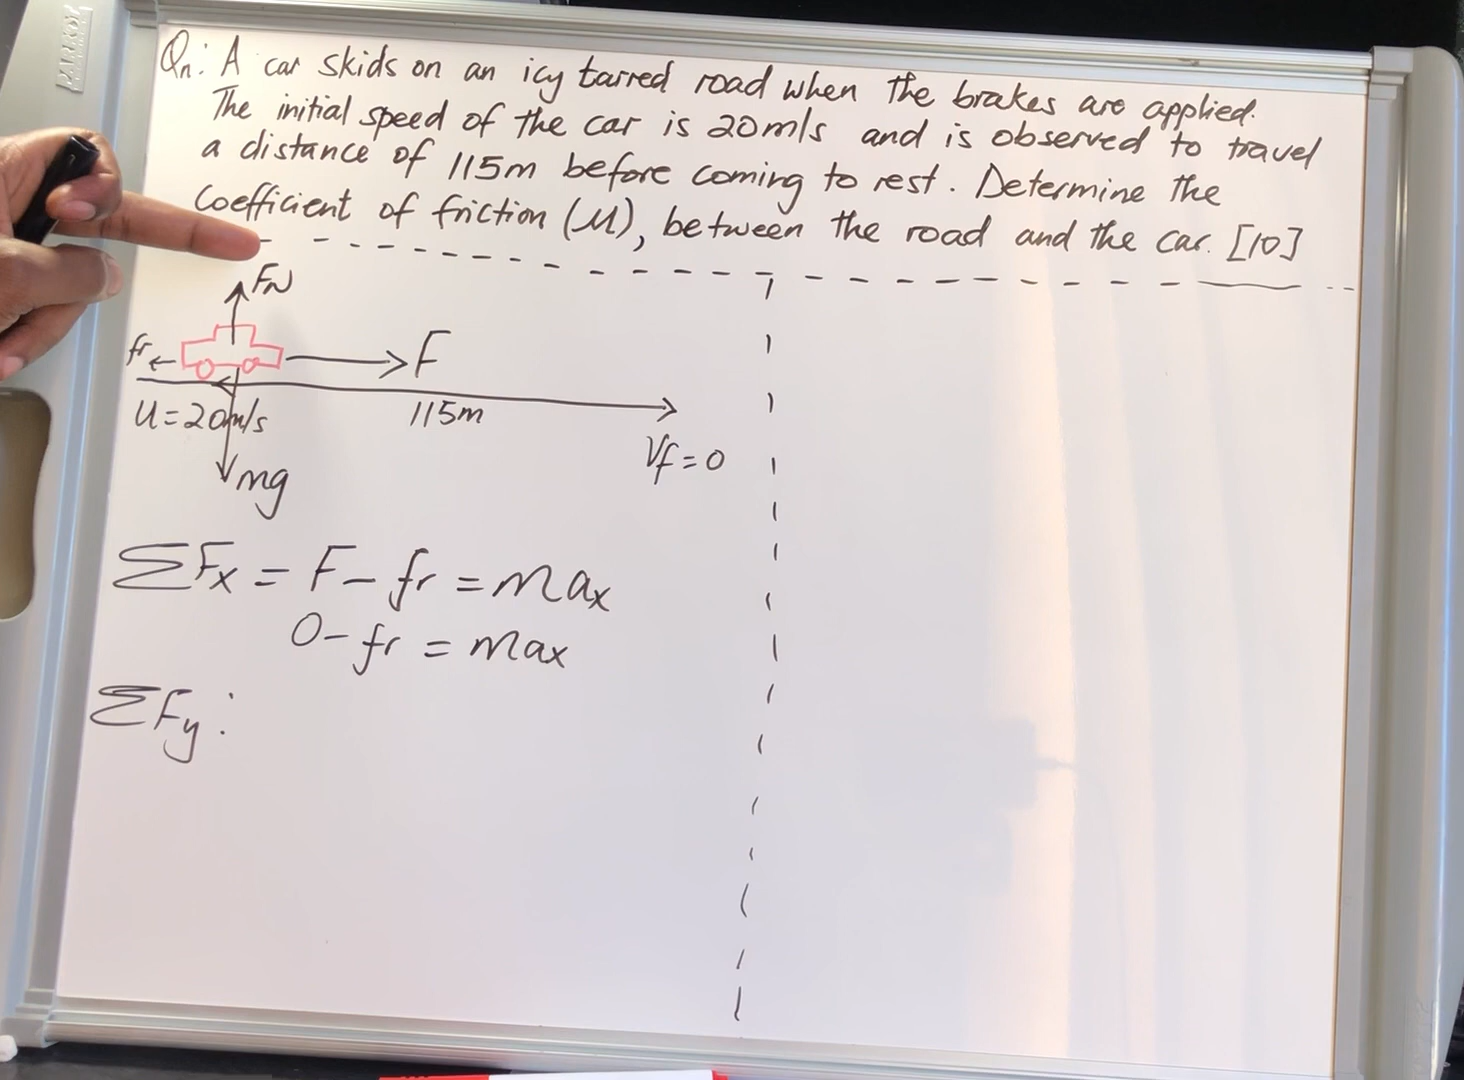 PARROT
Qn: A car skids on an icy tarred road when the brakes are applied.
The initial speed of the car is 20m/s and is observed to travel
a distance of 115m before coming to rest. Determine the
coefficient of friction (μ), between the road and the car. [10]
FN
fr
F
U=20m/s
115m
Vf=0
mg
ΣFx = F - fr = max
0 - fr = max
ΣFy: